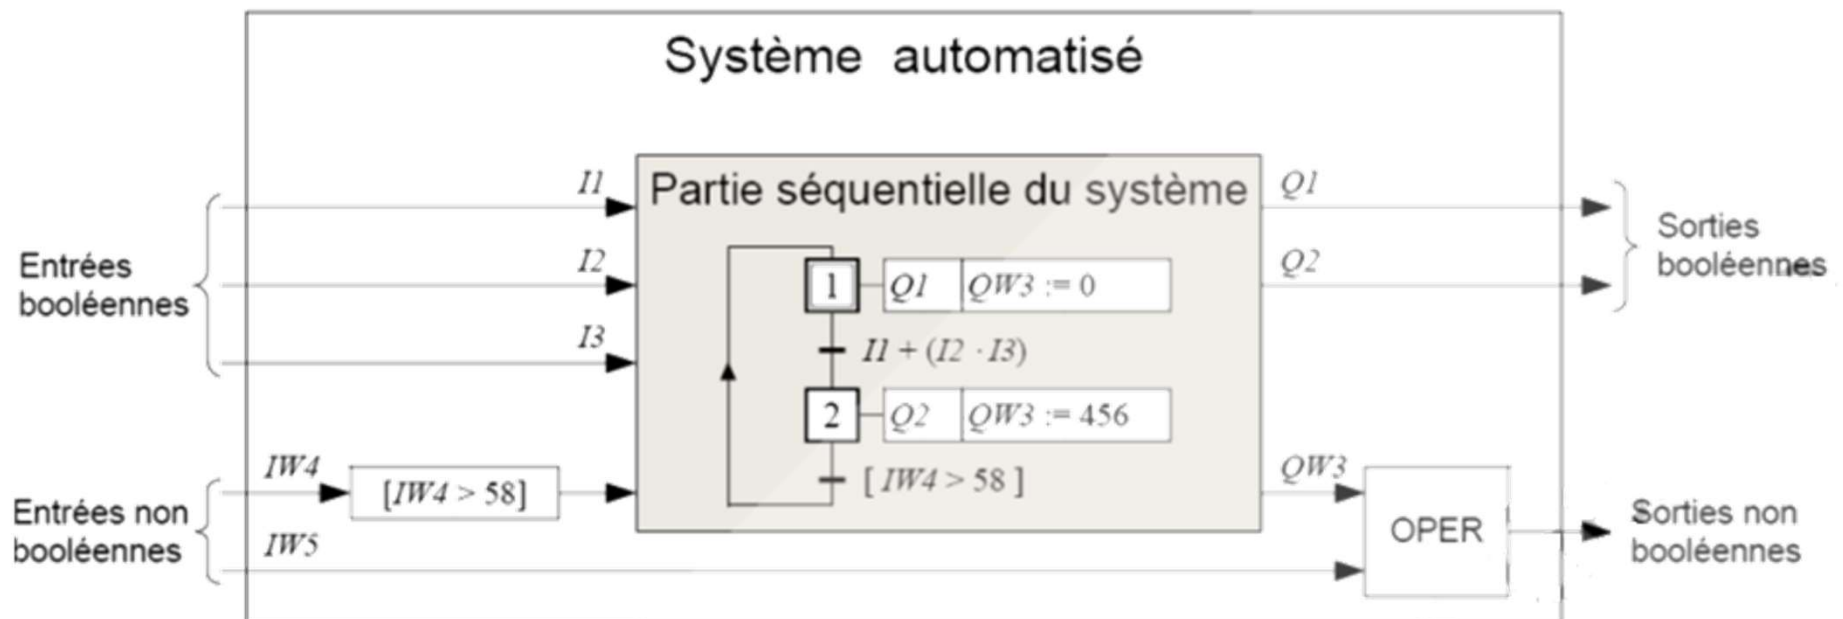 Système automatisé
Partie séquentielle du système
Entrées
booléennes
I1
I2
I3
1
Q1
QW3 := 0
I1 + (I2 · I3)
2
Q2
QW3 := 456
[ IW4 > 58 ]
Q1
Q2
Sorties
booléennes
Entrées non
booléennes
IW4
[IW4 > 58]
IW5
QW3
OPER
Sorties non
booléennes